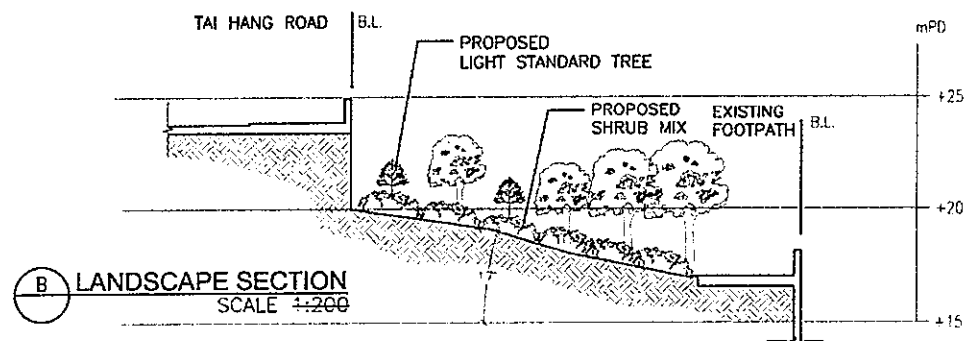 TAI HANG ROAD
B.L.
mPD
PROPOSED
LIGHT STANDARD TREE
+25
PROPOSED
SHRUB MIX
EXISTING
FOOTPATH
B.L.
+20
17°
B
LANDSCAPE SECTION
SCALE 1:200
+15